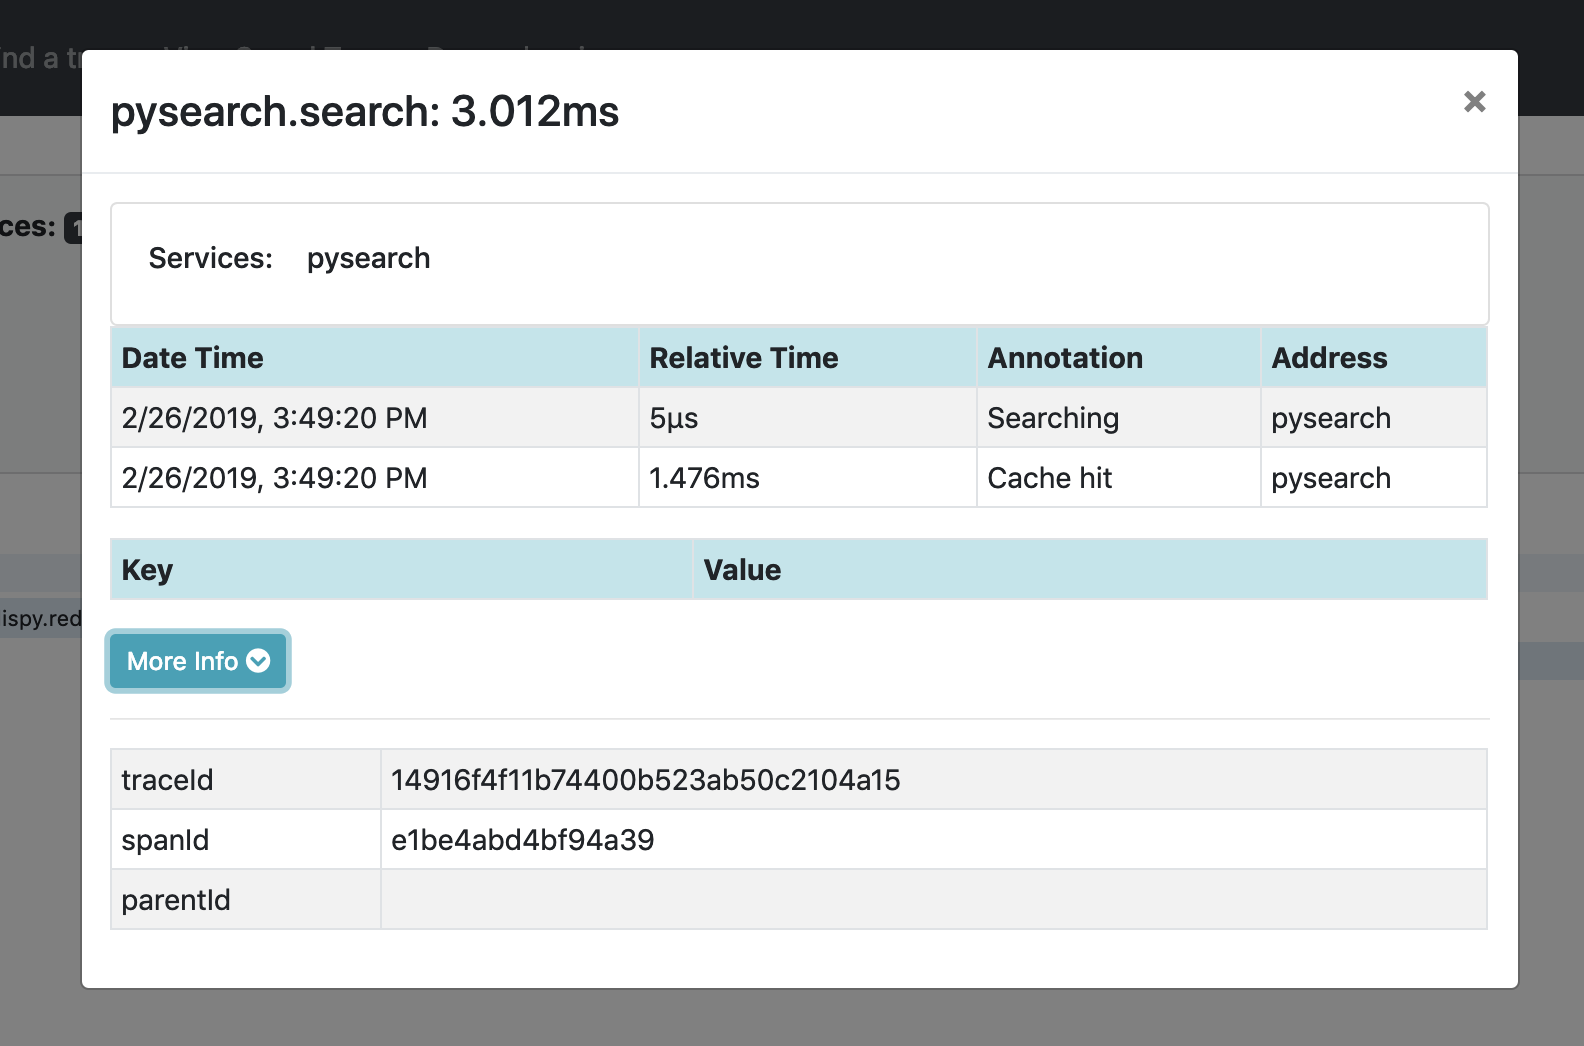 pysearch.search: 3.012ms
×
ces: 1
Services: pysearch
Date Time Relative Time Annotation Address
2/26/2019, 3:49:20 PM 5µs Searching pysearch
2/26/2019, 3:49:20 PM 1.476ms Cache hit pysearch
Key Value
ispy.red
More Info
traceId 14916f4f11b74400b523ab50c2104a15
spanId e1be4abd4bf94a39
parentId